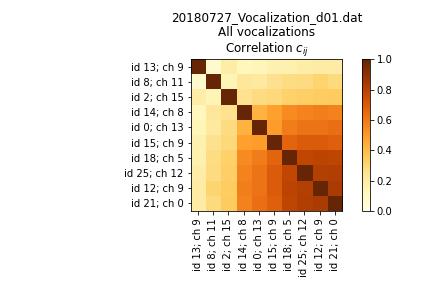 20180727_Vocalization_d01.dat
All vocalizations
Correlation c_ij
id 13; ch 9
id 8; ch 11
id 2; ch 15
id 14; ch 8
id 0; ch 13
id 15; ch 9
id 18; ch 5
id 25; ch 12
id 12; ch 9
id 21; ch 0
1.0
0.8
0.6
0.4
0.2
0.0
id 13; ch 9
id 8; ch 11
id 2; ch 15
id 14; ch 8
id 0; ch 13
id 15; ch 9
id 18; ch 5
id 25; ch 12
id 12; ch 9
id 21; ch 0